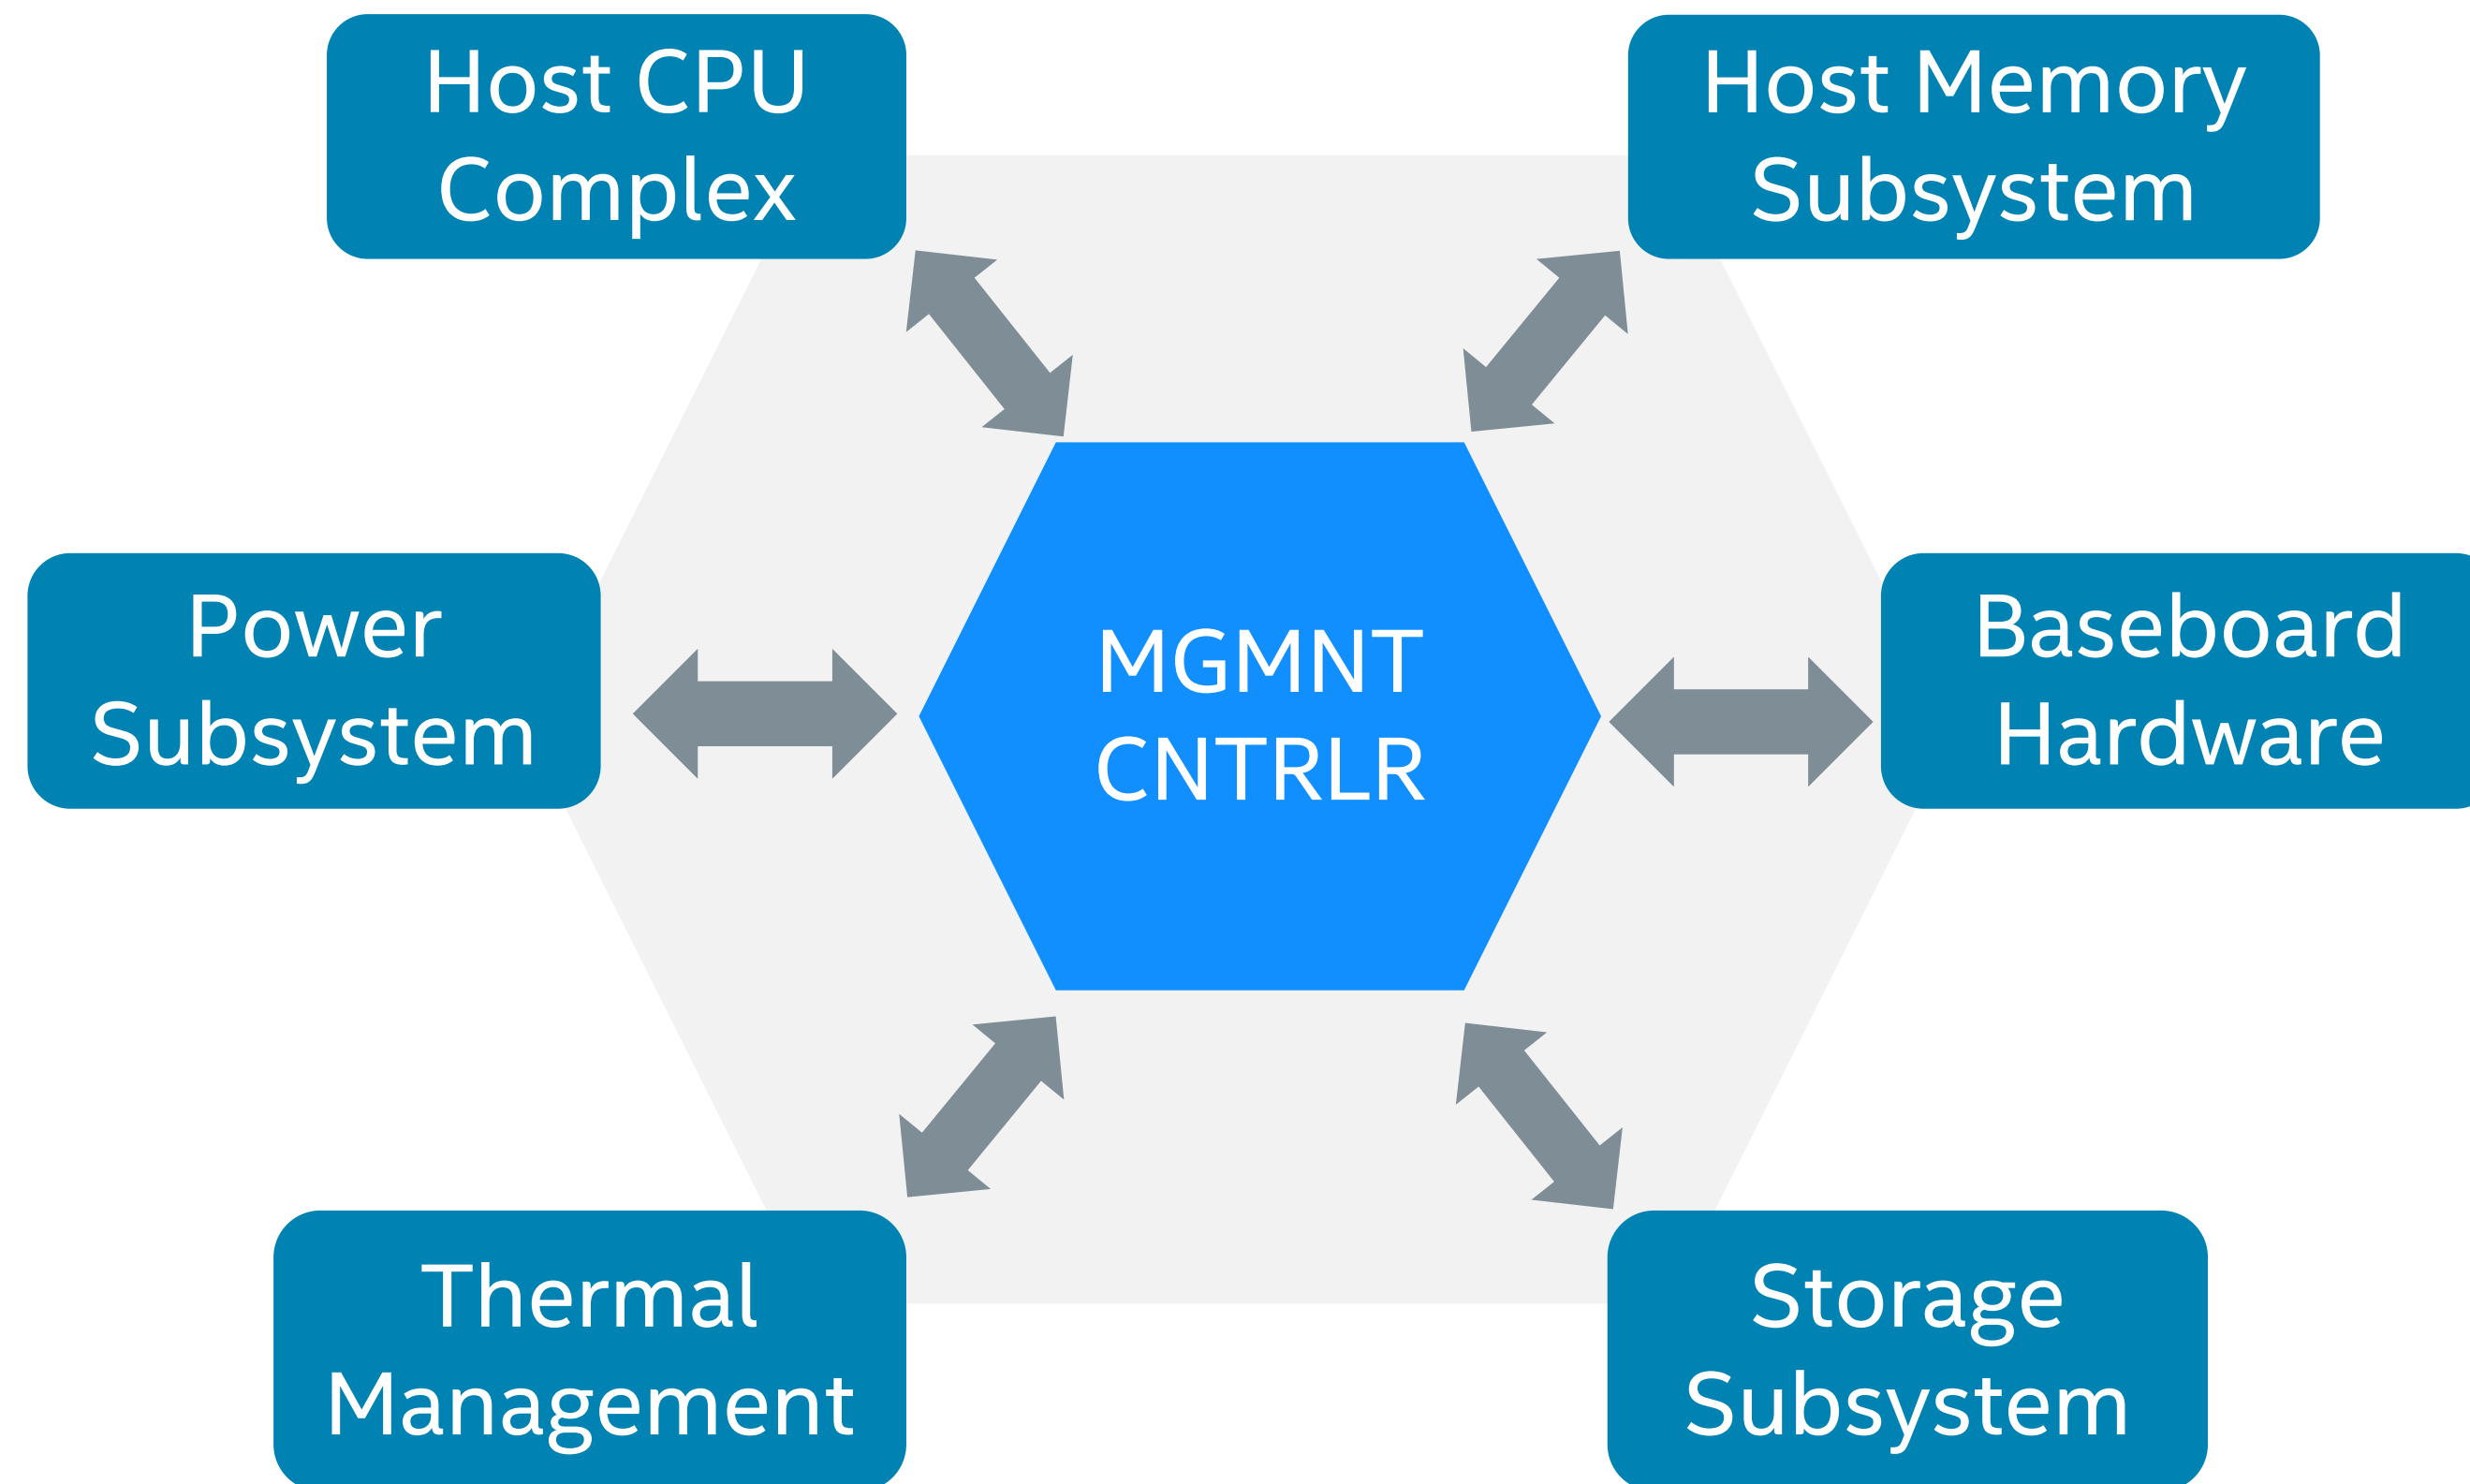 Host CPU
Complex
Host Memory
Subsystem
Power
Subsystem
MGMNT
CNTRLR
Baseboard
Hardware
Thermal
Management
Storage
Subsystem